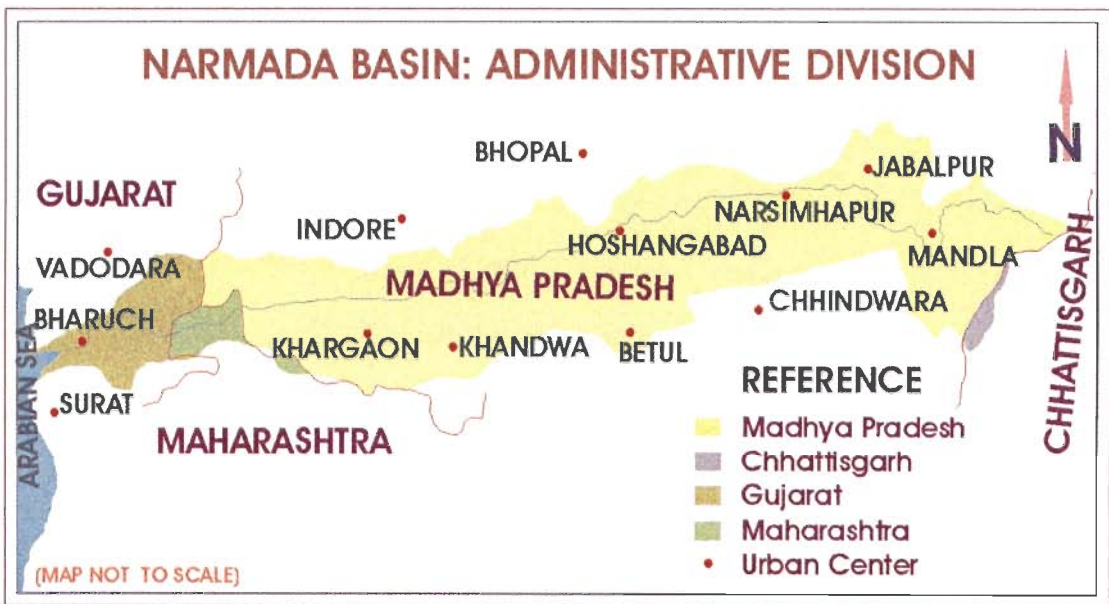 NARMADA BASIN: ADMINISTRATIVE DIVISION
N
BHOPAL
JABALPUR
GUJARAT
NARSIMHAPUR
INDORE
HOSHANGABAD
MANDLA
VADODARA
MADHYA PRADESH
CHHINDWARA
BHARUCH
KHARGAON
KHANDWA
BETUL
CHHATTISGARH
ARABIAN SEA
SURAT
MAHARASHTRA
REFERENCE
Madhya Pradesh
Chhattisgarh
Gujarat
Maharashtra
Urban Center
(MAP NOT TO SCALE)